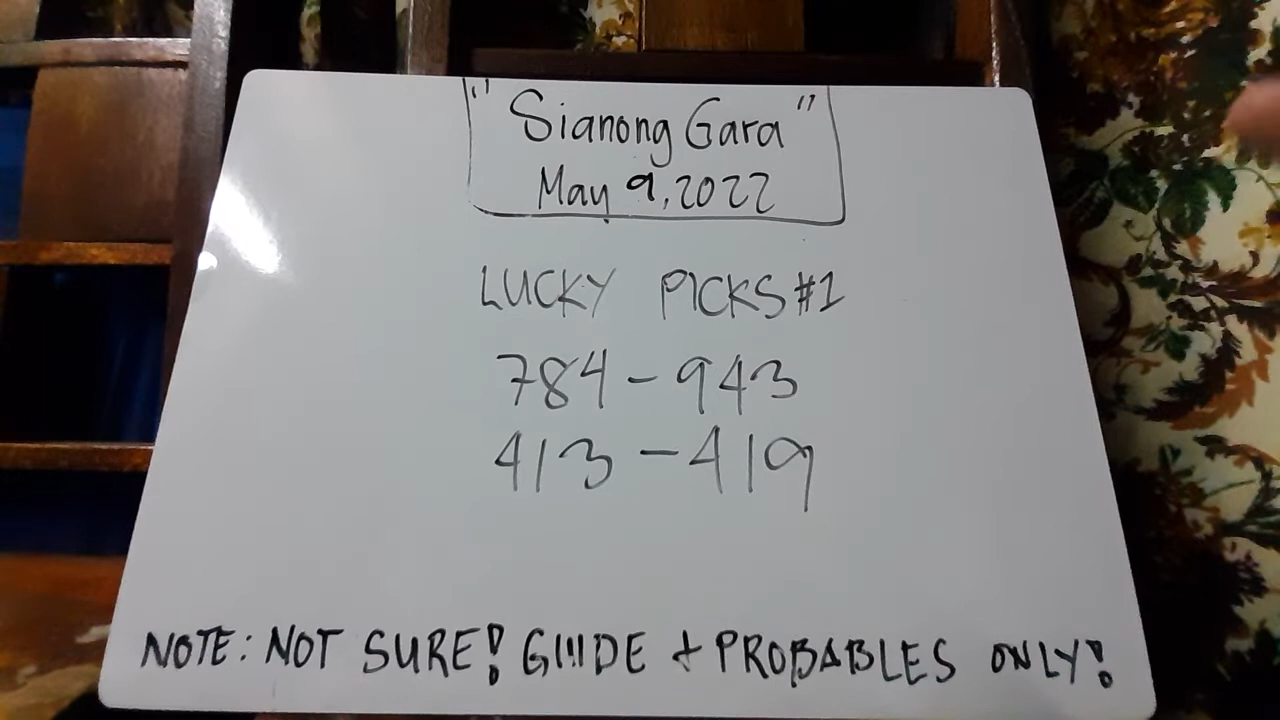 "Sianong Gara"
May 9, 2022
LUCKY PICKS #1
784 - 943
413 - 419
NOTE: NOT SURE! GUIDE + PROBABLES ONLY!